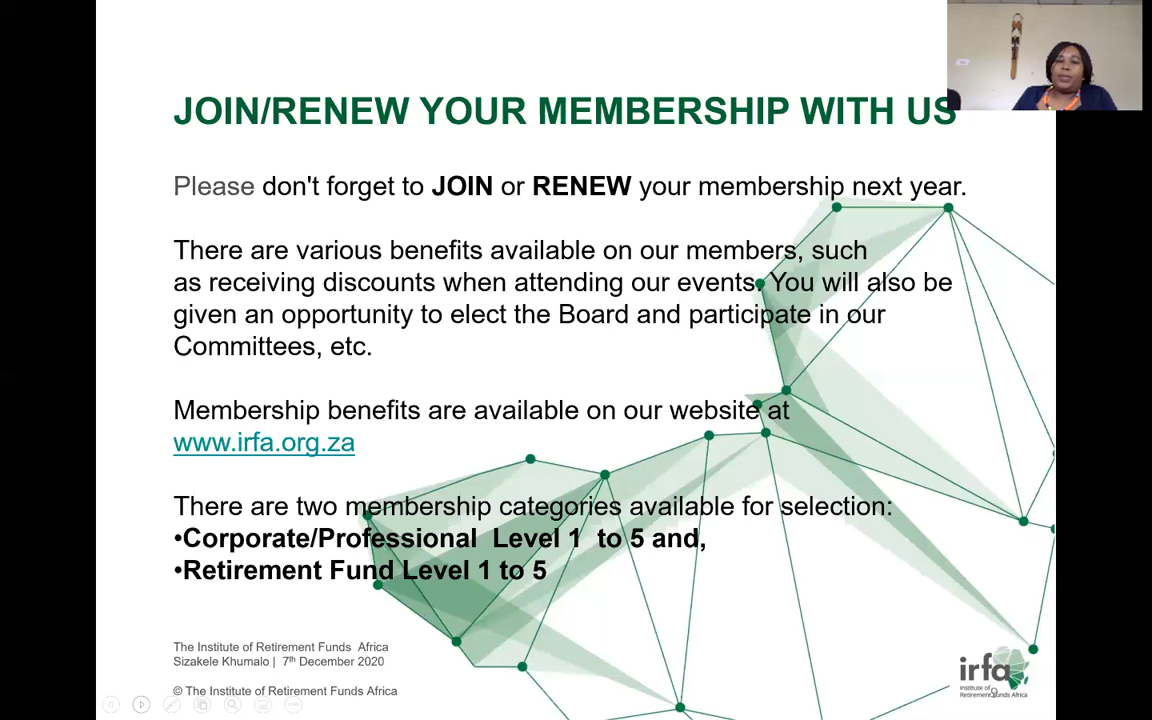 JOIN/RENEW YOUR MEMBERSHIP WITH US
Please don't forget to JOIN or RENEW your membership next year.
There are various benefits available on our members, such
as receiving discounts when attending our events. You will also be
given an opportunity to elect the Board and participate in our
Committees, etc.
Membership benefits are available on our website at
www.irfa.org.za
There are two membership categories available for selection:
•Corporate/Professional  Level 1  to 5 and,
•Retirement Fund Level 1 to 5
The Institute of Retirement Funds  Africa
Sizakele Khumalo |  7th December 2020
© The Institute of Retirement Funds Africa
irfa
Institute of
Retirement Funds Africa